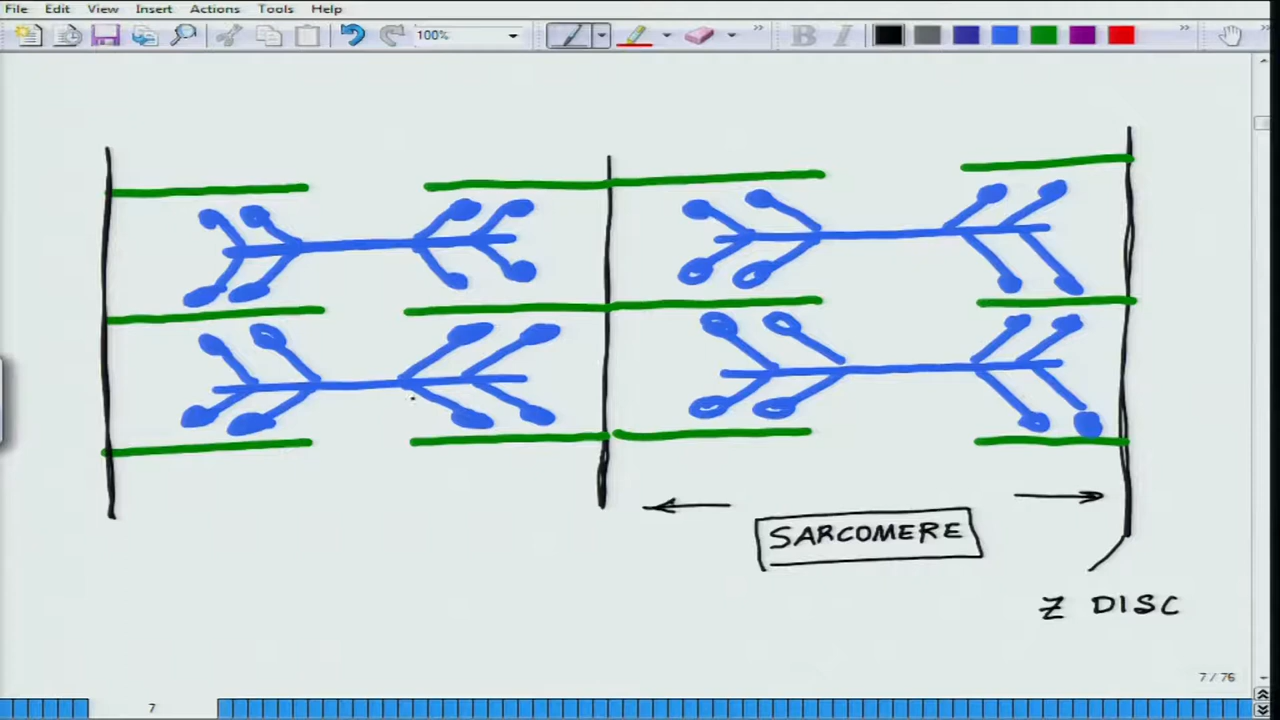 File Edit View Insert Actions Tools Help
100%
SARCOMERE
Z DISC
7 / 76
7